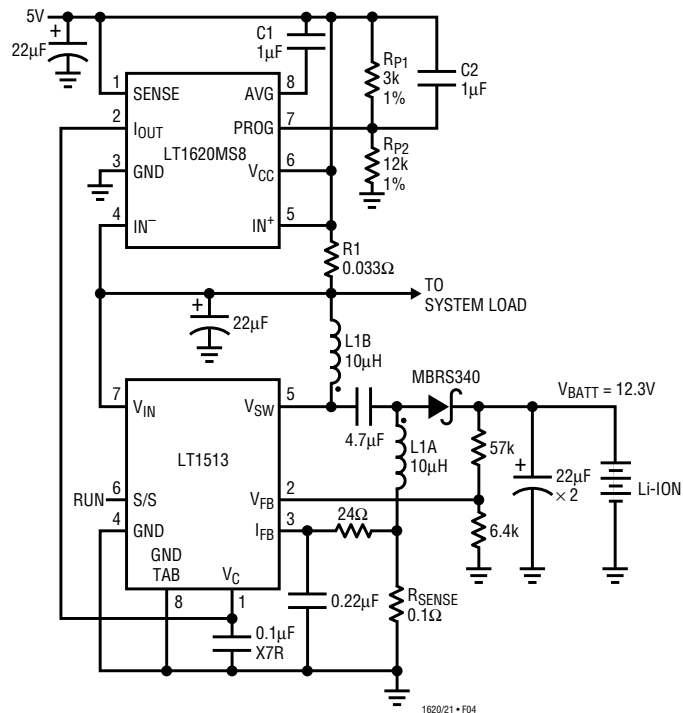 5V
+
22µF
C1
1µF
RP1
3k
1%
C2
1µF
1
SENSE
AVG
8
2
IOUT
PROG
7
LT1620MS8
RP2
12k
1%
3
GND
VCC
6
4
IN−
IN+
5
R1
0.033Ω
TO
SYSTEM LOAD
+
22µF
L1B
10µH
MBRS340
VBATT = 12.3V
7
VIN
VSW
5
4.7µF
L1A
10µH
57k
LT1513
+
22µF
× 2
Li-ION
RUN
6
S/S
VFB
2
4
GND
IFB
3
24Ω
6.4k
GND
TAB
VC
8
1
0.22µF
RSENSE
0.1Ω
0.1µF
X7R
1620/21 • F04